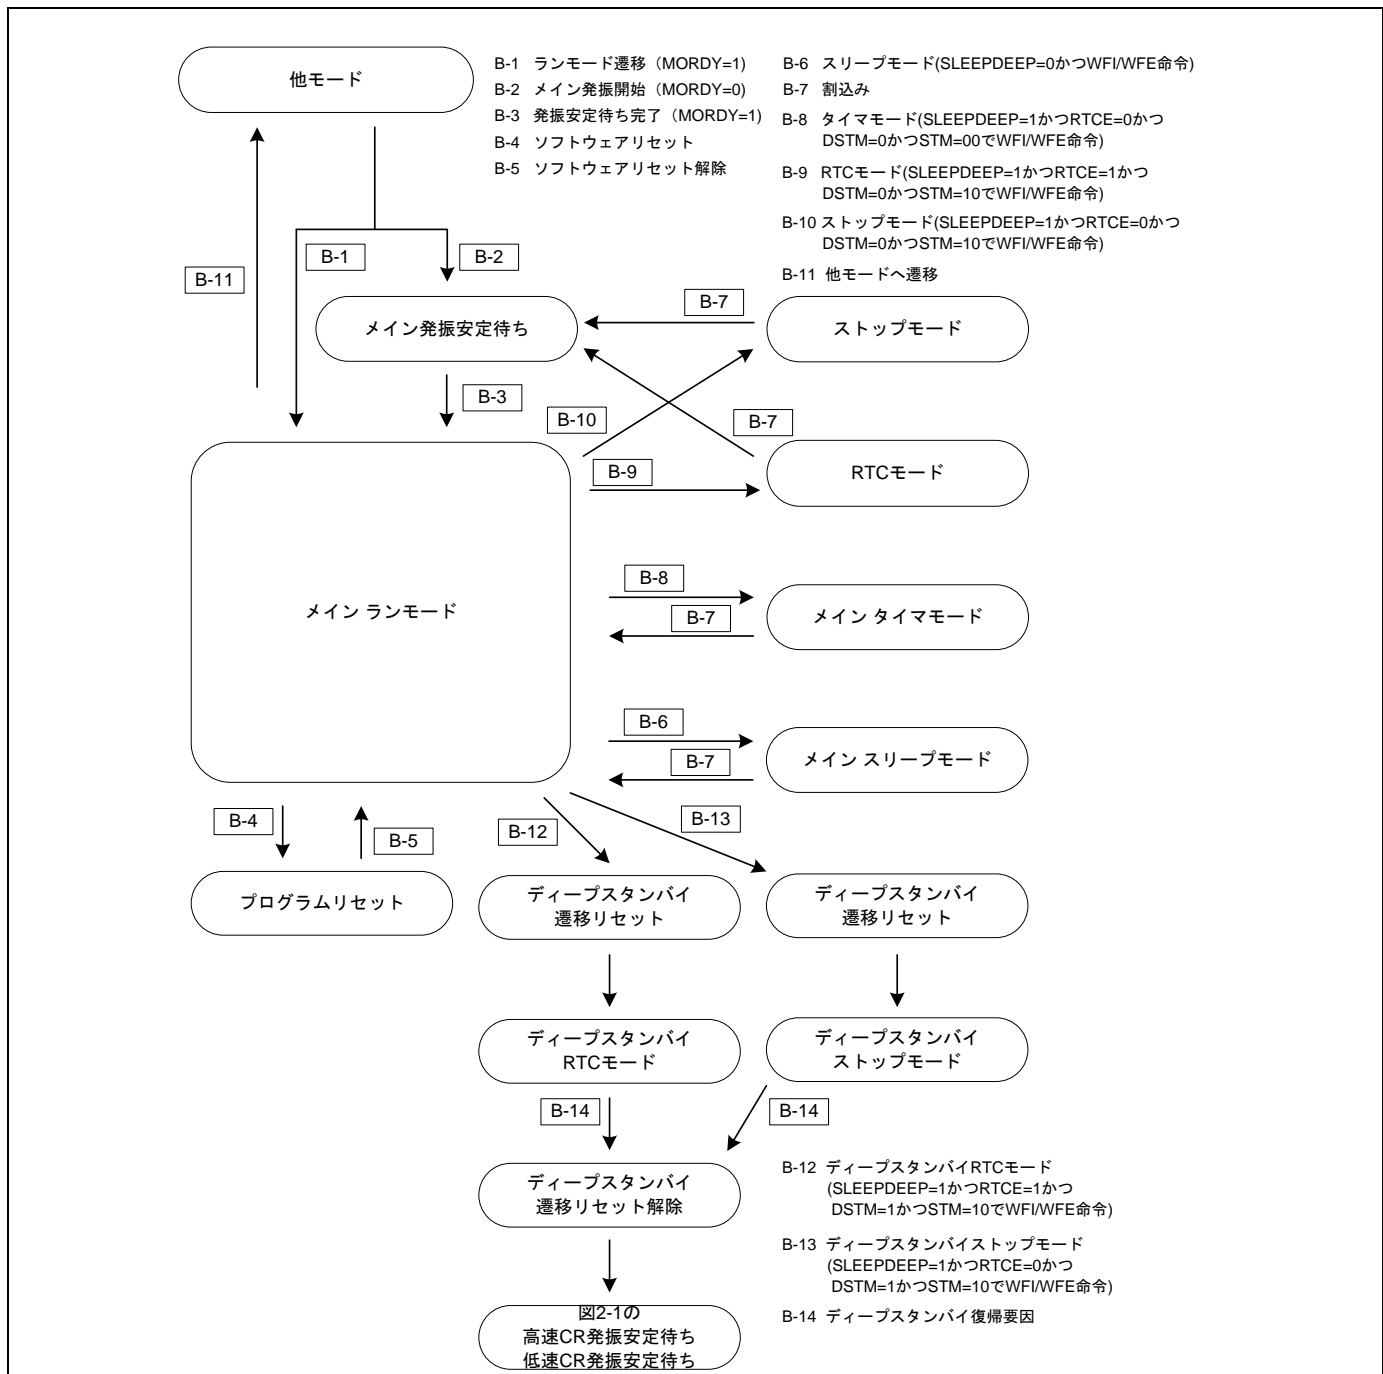 他モード
B-1 ランモード遷移（MORDY=1)
B-2 メイン発振開始（MORDY=0)
B-3 発振安定待ち完了（MORDY=1)
B-4 ソフトウェアリセット
B-5 ソフトウェアリセット解除
B-6 スリープモード(SLEEPDEEP=0かつWFI/WFE命令)
B-7 割込み
B-8 タイマモード(SLEEPDEEP=1かつRTCE=0かつ
DSTM=0かつSTM=00でWFI/WFE命令)
B-9 RTCモード(SLEEPDEEP=1かつRTCE=1かつ
DSTM=0かつSTM=10でWFI/WFE命令)
B-10 ストップモード(SLEEPDEEP=1かつRTCE=0かつ
DSTM=0かつSTM=10でWFI/WFE命令)
B-11 他モードへ遷移
B-1
B-2
B-11
B-7
メイン発振安定待ち
ストップモード
B-3
B-10
B-7
B-9
RTCモード
B-8
メイン ランモード
B-7
メイン タイマモード
B-6
B-7
メイン スリープモード
B-4
B-5
B-12
B-13
プログラムリセット
ディープスタンバイ
遷移リセット
ディープスタンバイ
遷移リセット
ディープスタンバイ
RTCモード
ディープスタンバイ
ストップモード
B-14
B-14
ディープスタンバイ
遷移リセット解除
B-12 ディープスタンバイRTCモード
(SLEEPDEEP=1かつRTCE=1かつ
DSTM=1かつSTM=10でWFI/WFE命令)
B-13 ディープスタンバイストップモード
(SLEEPDEEP=1かつRTCE=0かつ
DSTM=1かつSTM=10でWFI/WFE命令)
B-14 ディープスタンバイ復帰要因
図2-1の
高速CR発振安定待ち
低速CR発振安定待ち